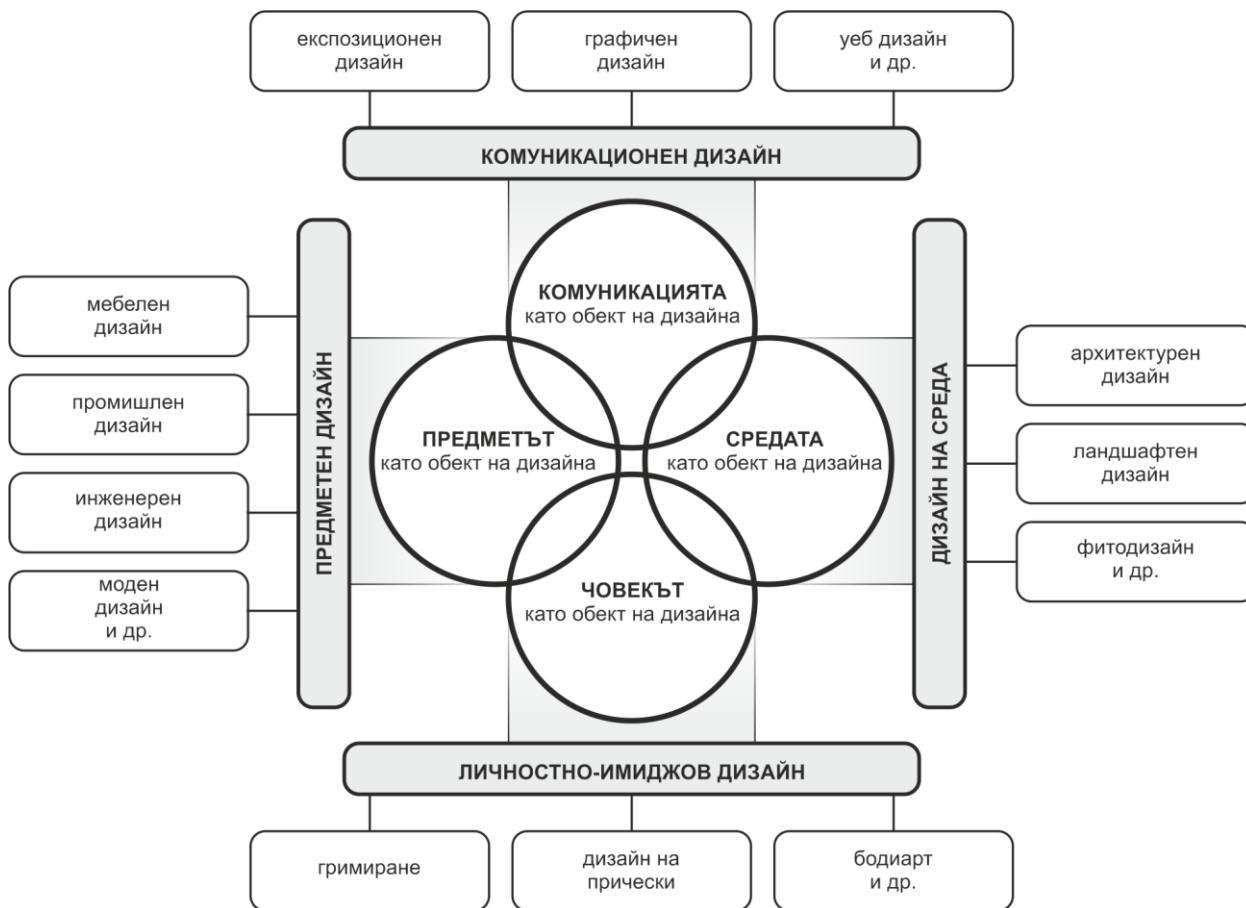 експозиционен
дизайн
графичен
дизайн
уеб дизайн
и др.
КОМУНИКАЦИОНЕН ДИЗАЙН
ПРЕДМЕТЕН ДИЗАЙН
мебелен
дизайн
промишлен
дизайн
инженерен
дизайн
моден
дизайн
и др.
КОМУНИКАЦИЯТА
като обект на дизайна
ПРЕДМЕТЪТ
като обект на дизайна
СРЕДАТА
като обект на дизайна
ЧОВЕКЪТ
като обект на дизайна
ДИЗАЙН НА СРЕДА
архитектурен
дизайн
ландшафтен
дизайн
фитодизайн
и др.
ЛИЧНОСТНО-ИМИДЖОВ ДИЗАЙН
гримиране
дизайн на
прически
бодиарт
и др.